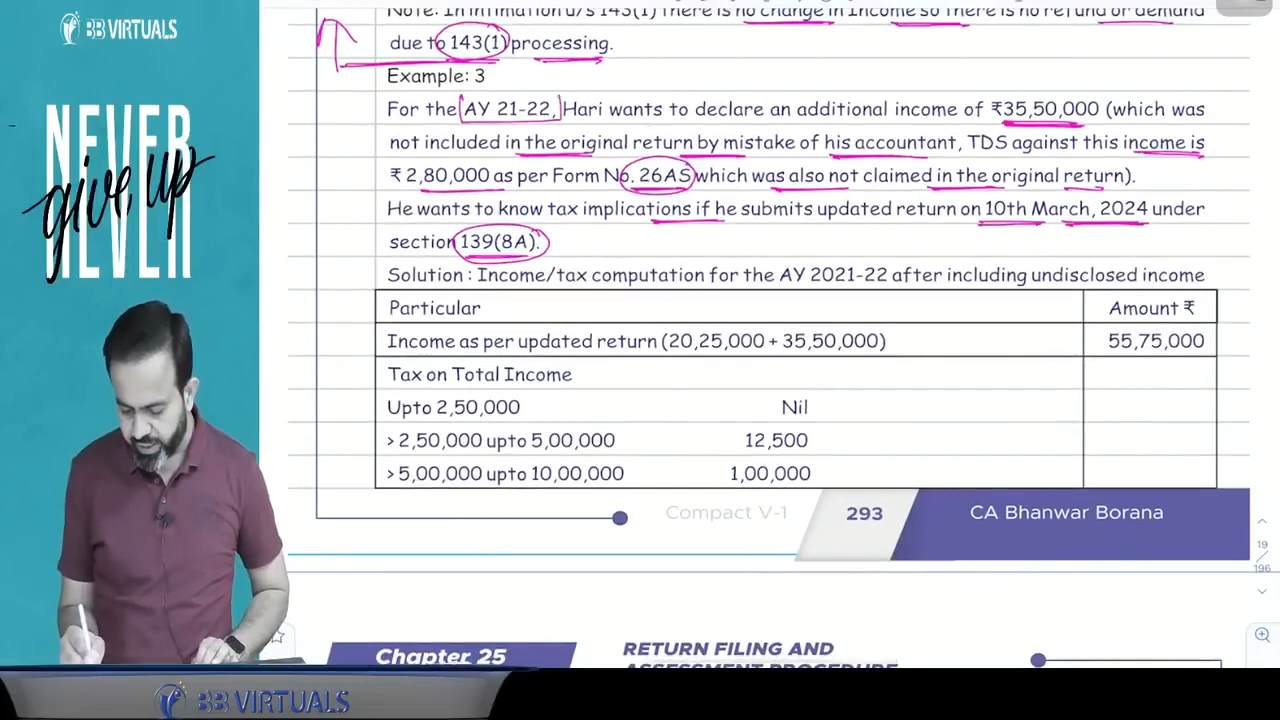 BB VIRTUALS
NEVER
give up
NEVER
Note: In intimation u/s 143(1) there is no change in Income so there is no refund or demand
due to 143(1) processing.
Example: 3
For the AY 21-22, Hari wants to declare an additional income of ₹35,50,000 (which was
not included in the original return by mistake of his accountant, TDS against this income is
₹ 2,80,000 as per Form No. 26AS which was also not claimed in the original return).
He wants to know tax implications if he submits updated return on 10th March, 2024 under
section 139(8A).
Solution : Income/tax computation for the AY 2021-22 after including undisclosed income
Particular Amount ₹
Income as per updated return (20,25,000 + 35,50,000) 55,75,000
Tax on Total Income
Upto 2,50,000 Nil
> 2,50,000 upto 5,00,000 12,500
> 5,00,000 upto 10,00,000 1,00,000
Compact V-1 293 CA Bhanwar Borana
19
196
Chapter 25 RETURN FILING AND
ASSESSMENT PROCEDURE
BB VIRTUALS